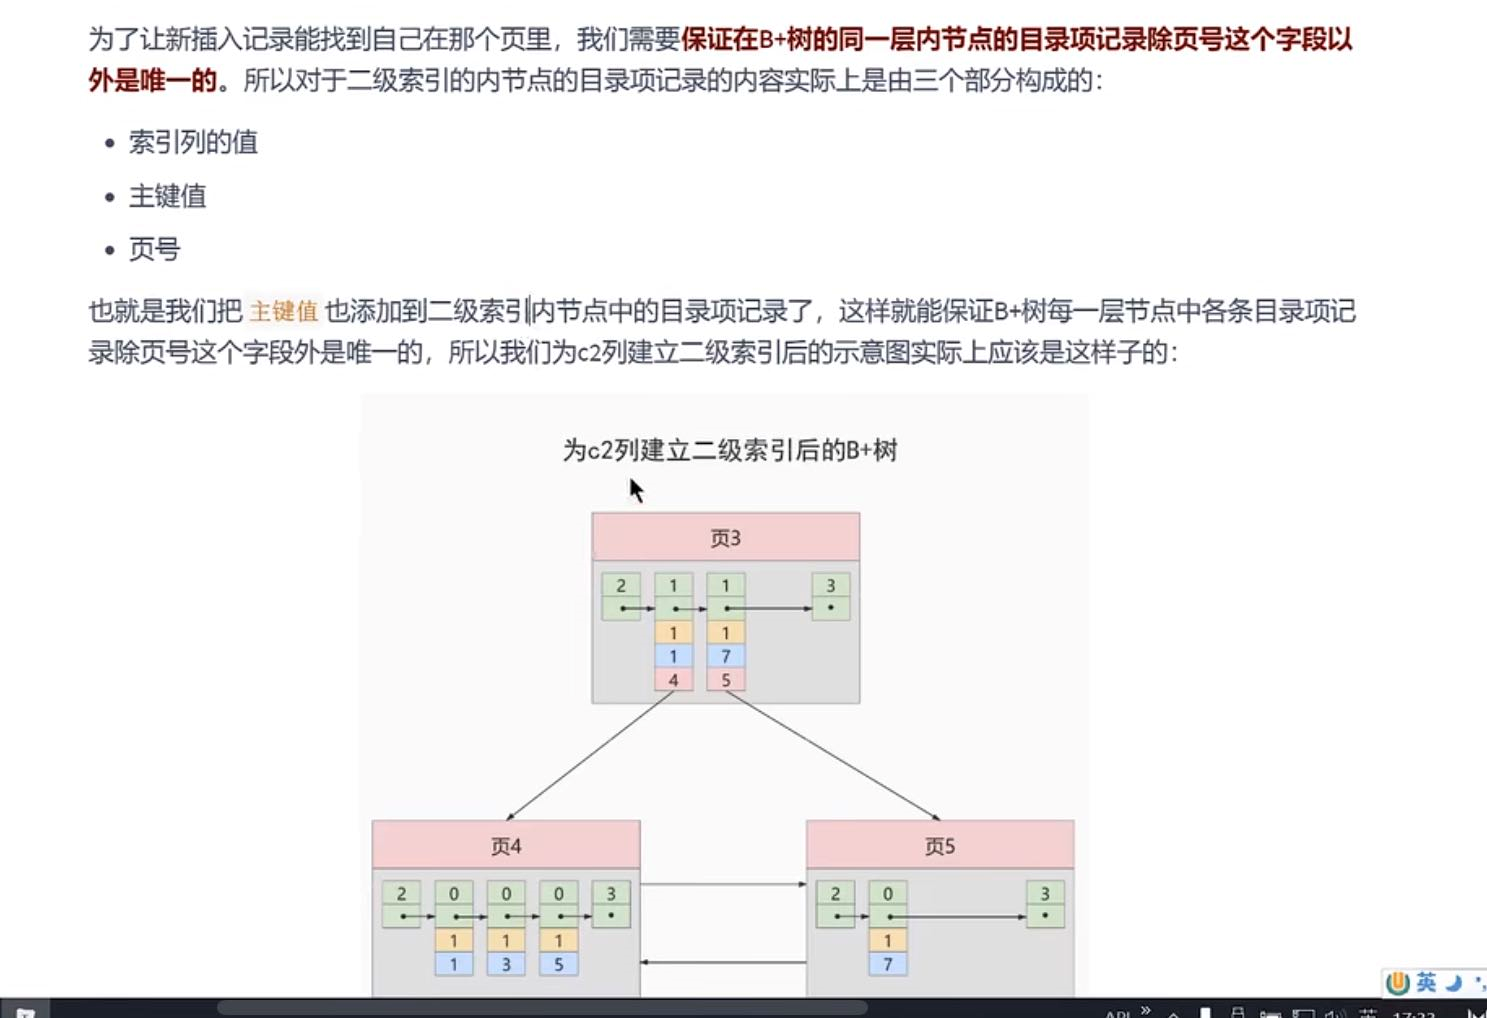 为了让新插入记录能找到自己在那个页里，我们需要保证在B+树的同一层内节点的目录项记录除页号这个字段以
外是唯一的。所以对于二级索引的内节点的目录项记录的内容实际上是由三个部分构成的：
• 索引列的值
• 主键值
• 页号
也就是我们把 主键值 也添加到二级索引内节点中的目录项记录了，这样就能保证B+树每一层节点中各条目录项记
录除页号这个字段外是唯一的，所以我们为c2列建立二级索引后的示意图实际上应该是这样子的：
为c2列建立二级索引后的B+树
页3
2 1 1 3
1 1
1 7
4 5
页4
2 0 0 0 3
1 1 1
1 3 5
页5
2 0 3
1
7
英